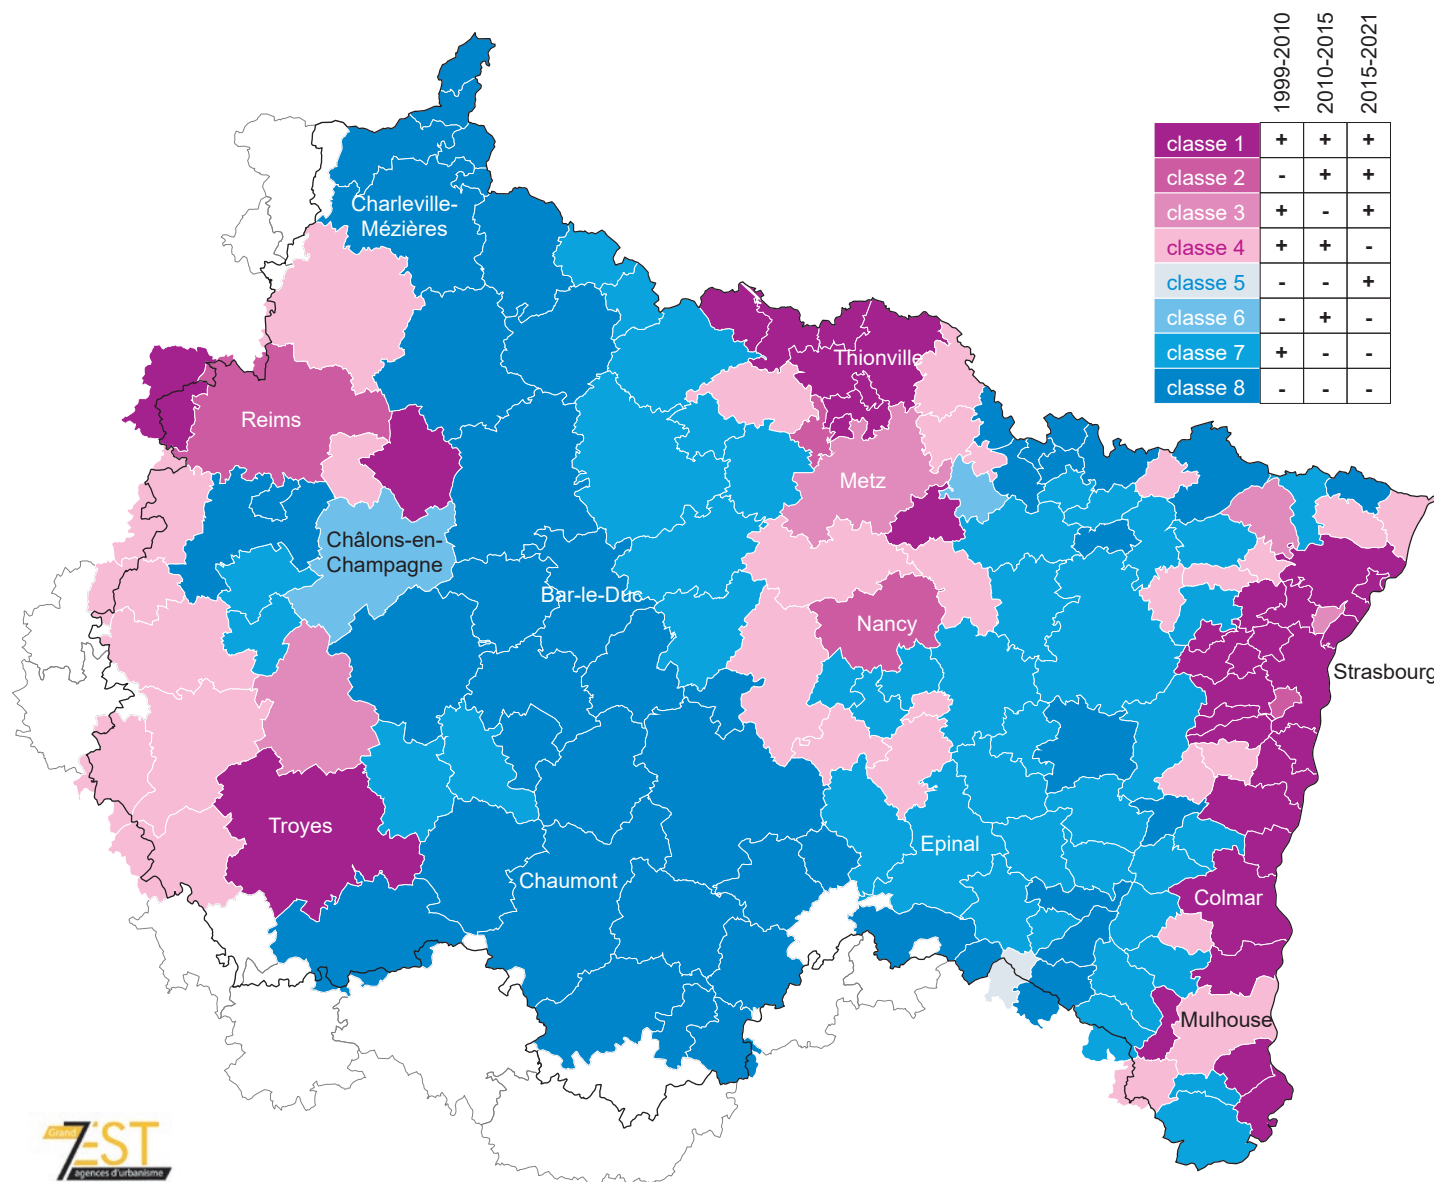 1999-2010
2010-2015
2015-2021
classe 1 + + +
classe 2 - + +
classe 3 + - +
classe 4 + + -
classe 5 - - +
classe 6 - + -
classe 7 + - -
classe 8 - - -
Charleville-
Mézières
Thionville
Reims
Metz
Châlons-en-
Champagne
Bar-le-Duc
Nancy
Strasbourg
Troyes
Epinal
Chaumont
Colmar
Mulhouse
Grand
7EST
agences d'urbanisme